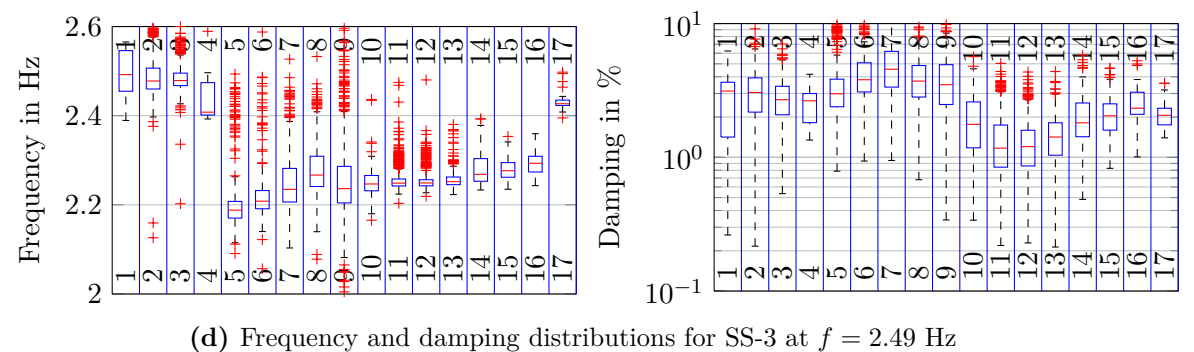 2.6
2.4
2.2
2
Frequency in Hz
1 2 3 4 5 6 7 8 9 10 11 12 13 14 15 16 17
1 2 3 4 5 6 7 8 9 10 11 12 13 14 15 16 17
10^1
10^0
10^−1
Damping in %
1 2 3 4 5 6 7 8 9 10 11 12 13 14 15 16 17
1 2 3 4 5 6 7 8 9 10 11 12 13 14 15 16 17
(d) Frequency and damping distributions for SS-3 at f = 2.49 Hz